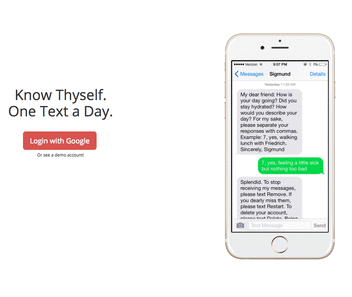 Know Thyself.
One Text a Day.
Login with Google
Or see a demo account!
Verizon
9:07 PM
Messages
Sigmund
Details
Yesterday 11:00 AM
My dear friend: How is
your day going? Did you
stay hydrated? How
would you describe your
day? For my sake,
please separate your
responses with commas.
Example: 7, yes, walking
lunch with Friedrich.
Sincerely, Sigmund
7, yes, feeling a little sick
but nothing too bad
Splendid. To stop
receiving my messages,
please text Remove. If
you dearly miss them,
please text Restart. To
delete your account,
please text Delete. Being
Text Message
Send